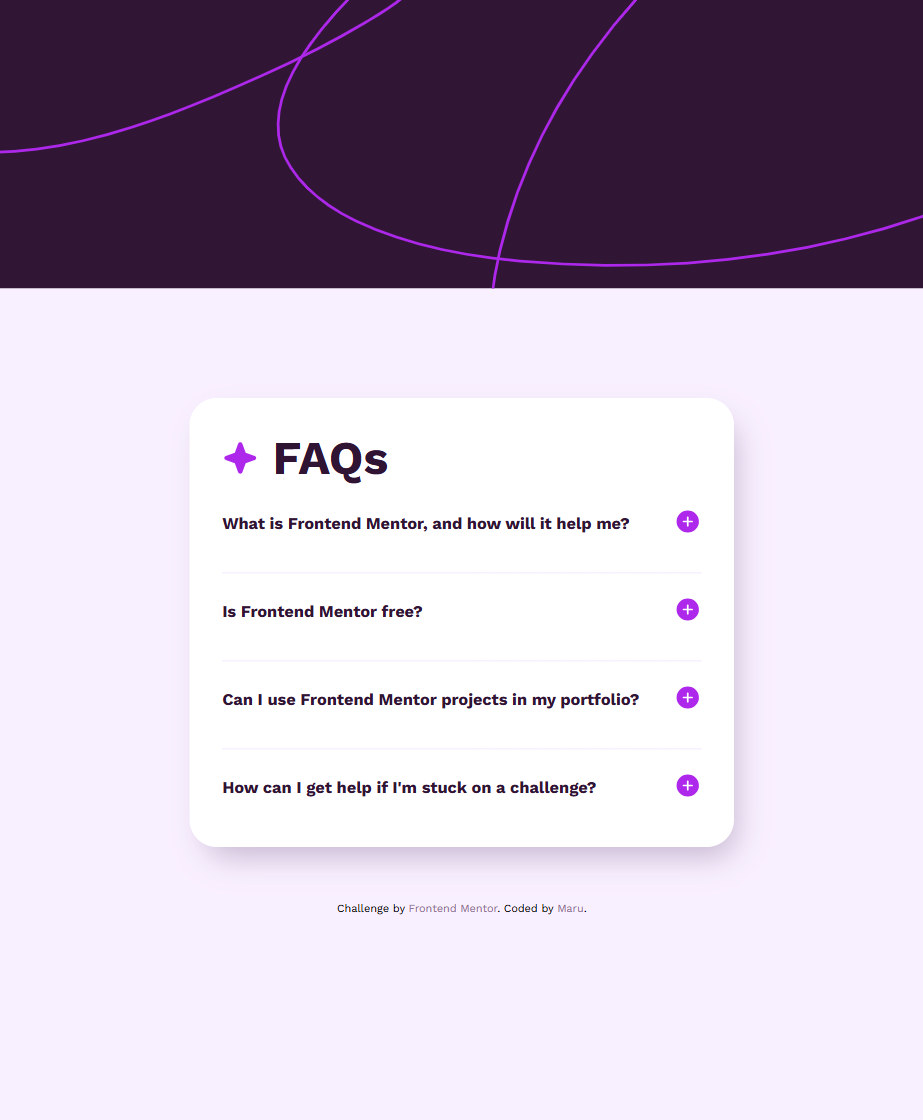 FAQs
What is Frontend Mentor, and how will it help me?
Is Frontend Mentor free?
Can I use Frontend Mentor projects in my portfolio?
How can I get help if I'm stuck on a challenge?
Challenge by Frontend Mentor. Coded by Maru.